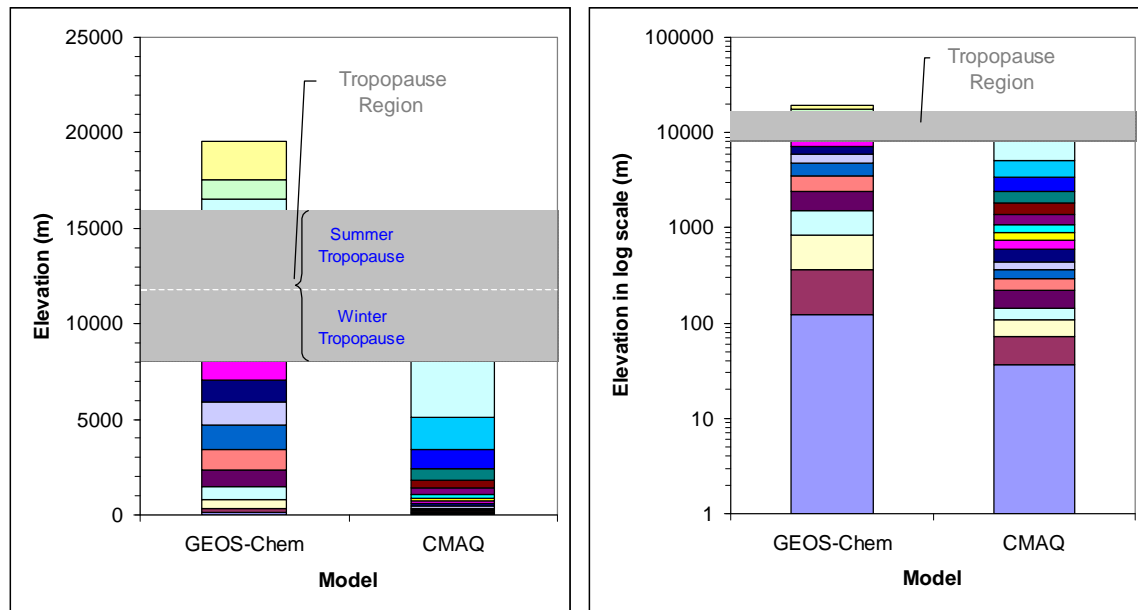 25000
20000
15000
10000
5000
0
Elevation (m)
Tropopause
Region
Summer
Tropopause
Winter
Tropopause
GEOS-Chem
CMAQ
Model
100000
10000
1000
100
10
1
Elevation in log scale (m)
Tropopause
Region
GEOS-Chem
CMAQ
Model